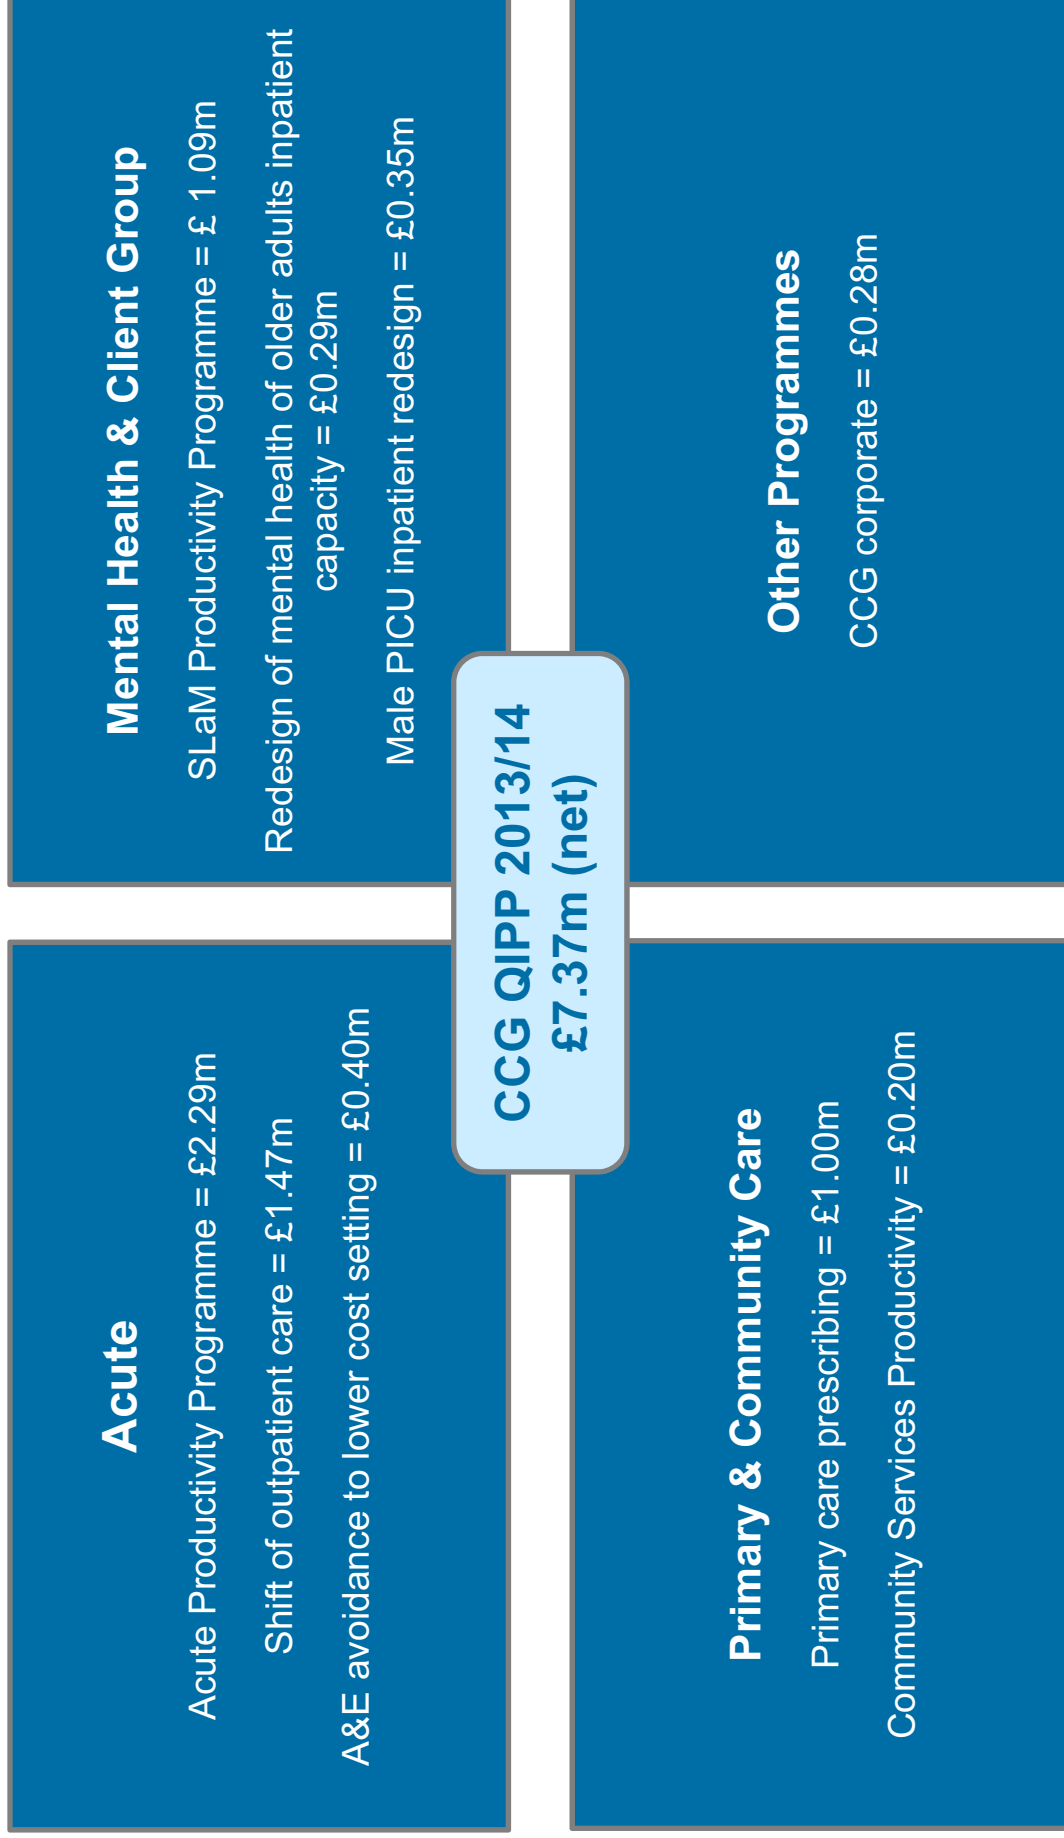 Acute
Acute Productivity Programme = £2.29m
Shift of outpatient care = £1.47m
A&E avoidance to lower cost setting = £0.40m
Mental Health & Client Group
SLaM Productivity Programme = £ 1.09m
Redesign of mental health of older adults inpatient
capacity = £0.29m
Male PICU inpatient redesign = £0.35m
CCG QIPP 2013/14
£7.37m (net)
Primary & Community Care
Primary care prescribing = £1.00m
Community Services Productivity = £0.20m
Other Programmes
CCG corporate = £0.28m